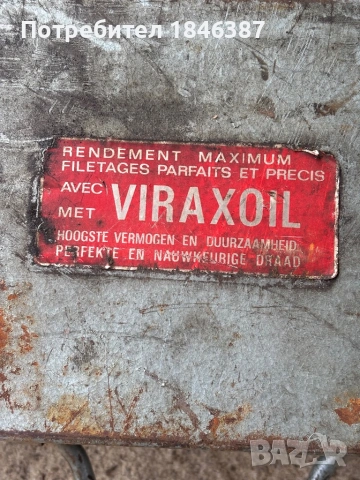 Потребител 1846387
RENDEMENT MAXIMUM
FILETAGES PARFAITS ET PRECIS
AVEC
MET VIRAXOIL
HOOGSTE VERMOGEN EN DUURZAAMHEID
PERFEKTE EN NAUWKEURIGE DRAAD
BAZAR